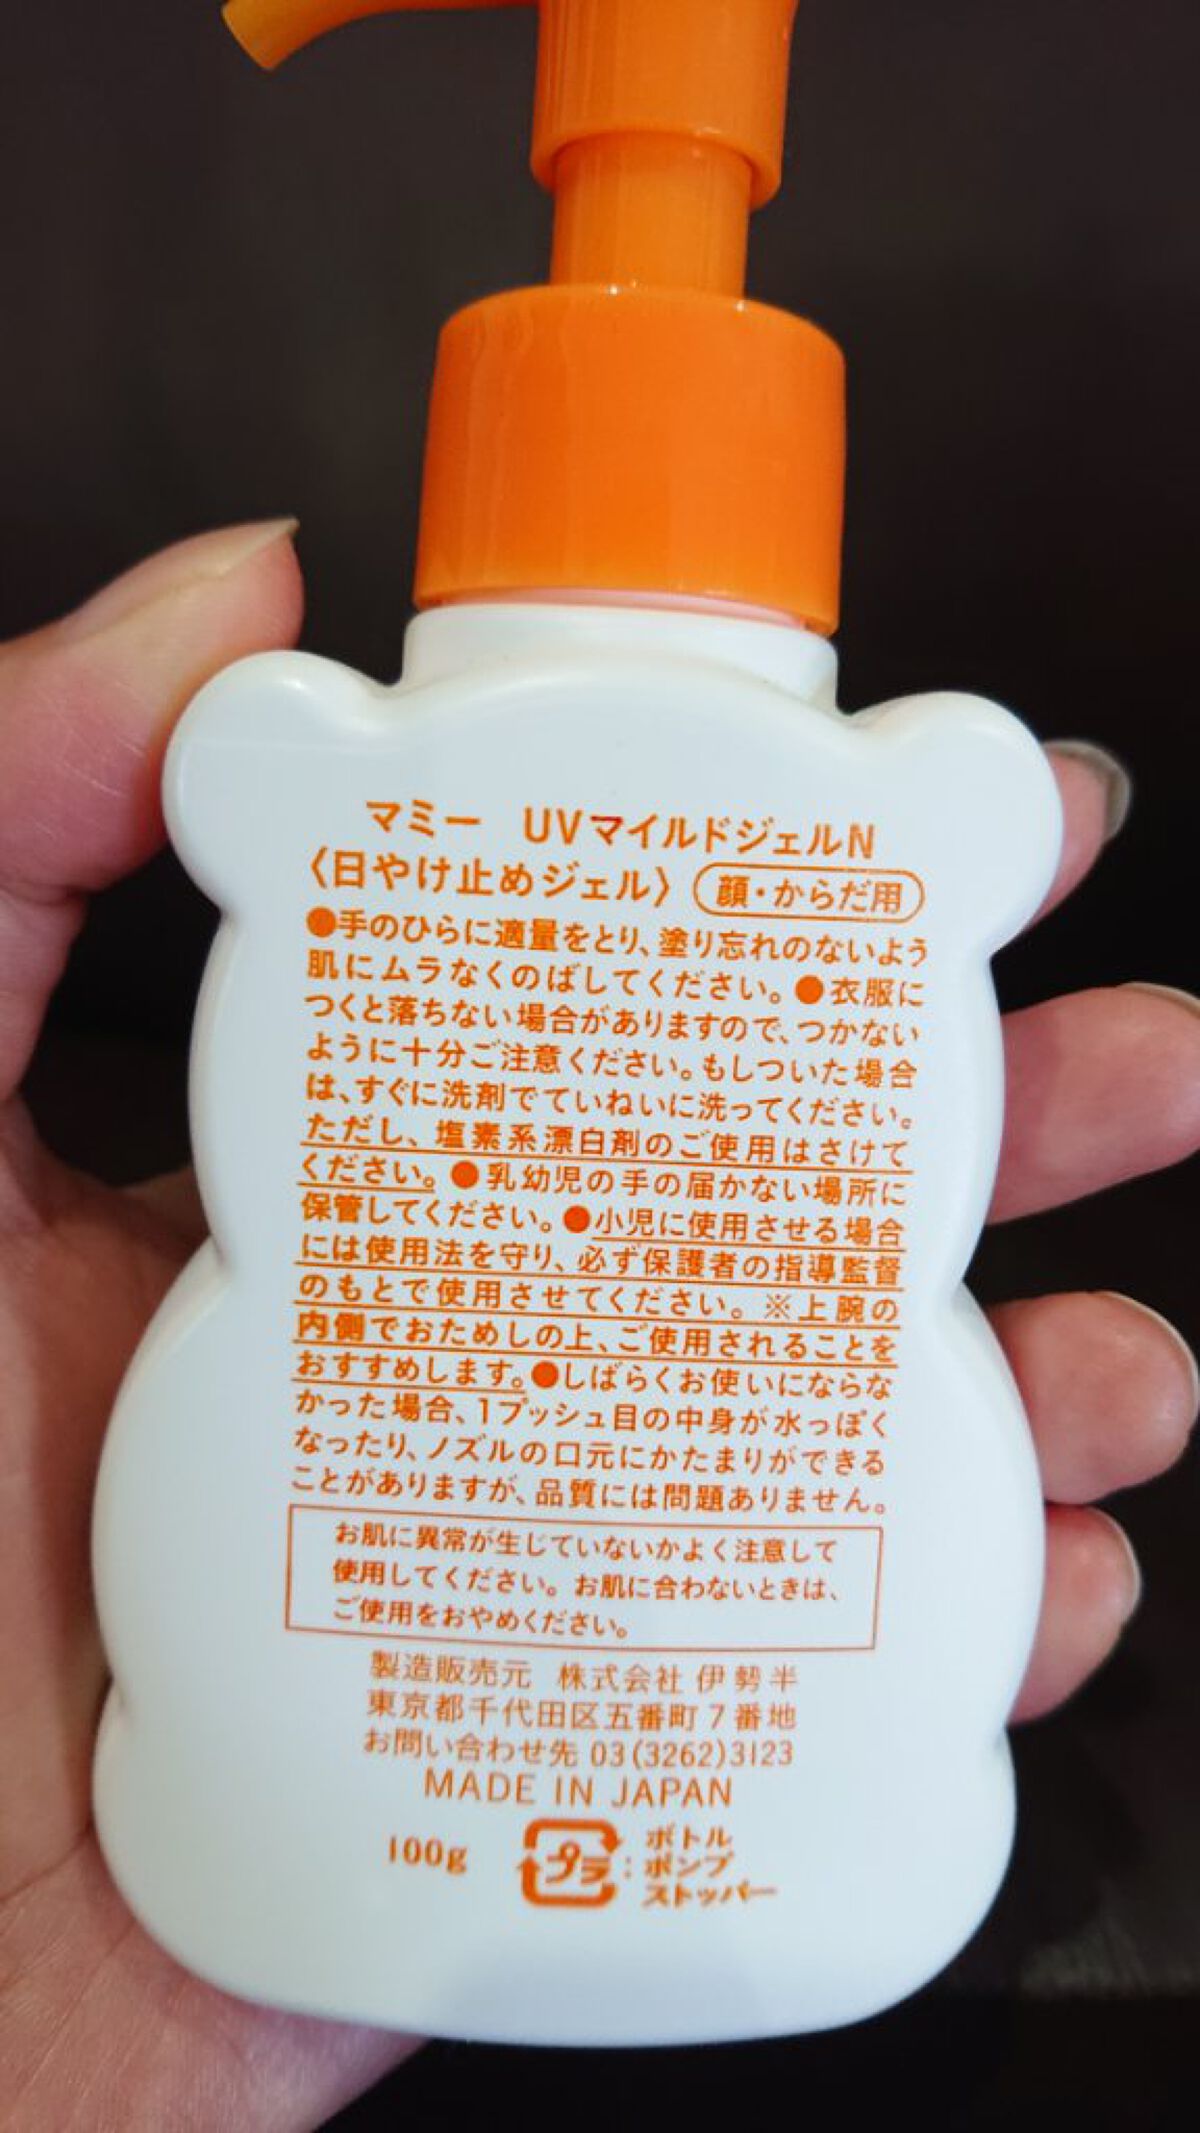 マミー UVマイルドジェルN
〈日やけ止めジェル〉 顔・からだ用
●手のひらに適量をとり、塗り忘れのないよう
肌にムラなくのばしてください。●衣服に
つくと落ちない場合がありますので、つかない
ように十分ご注意ください。もしついた場合
は、すぐに洗剤でていねいに洗ってください。
ただし、塩素系漂白剤のご使用はさけて
ください。●乳幼児の手の届かない場所に
保管してください。●小児に使用させる場合
には使用法を守り、必ず保護者の指導監督
のもとで使用させてください。※上腕の
内側でおためしの上、ご使用されることを
おすすめします。●しばらくお使いにならな
かった場合、1プッシュ目の中身が水っぽく
なったり、ノズルの口元にかたまりができる
ことがありますが、品質には問題ありません。
お肌に異常が生じていないかよく注意して
使用してください。お肌に合わないときは、
ご使用をおやめください。
製造販売元 株式会社 伊勢半
東京都千代田区五番町7番地
お問い合わせ先 03(3262)3123
MADE IN JAPAN
100g プラ : ボトル
ポンプ
ストッパー